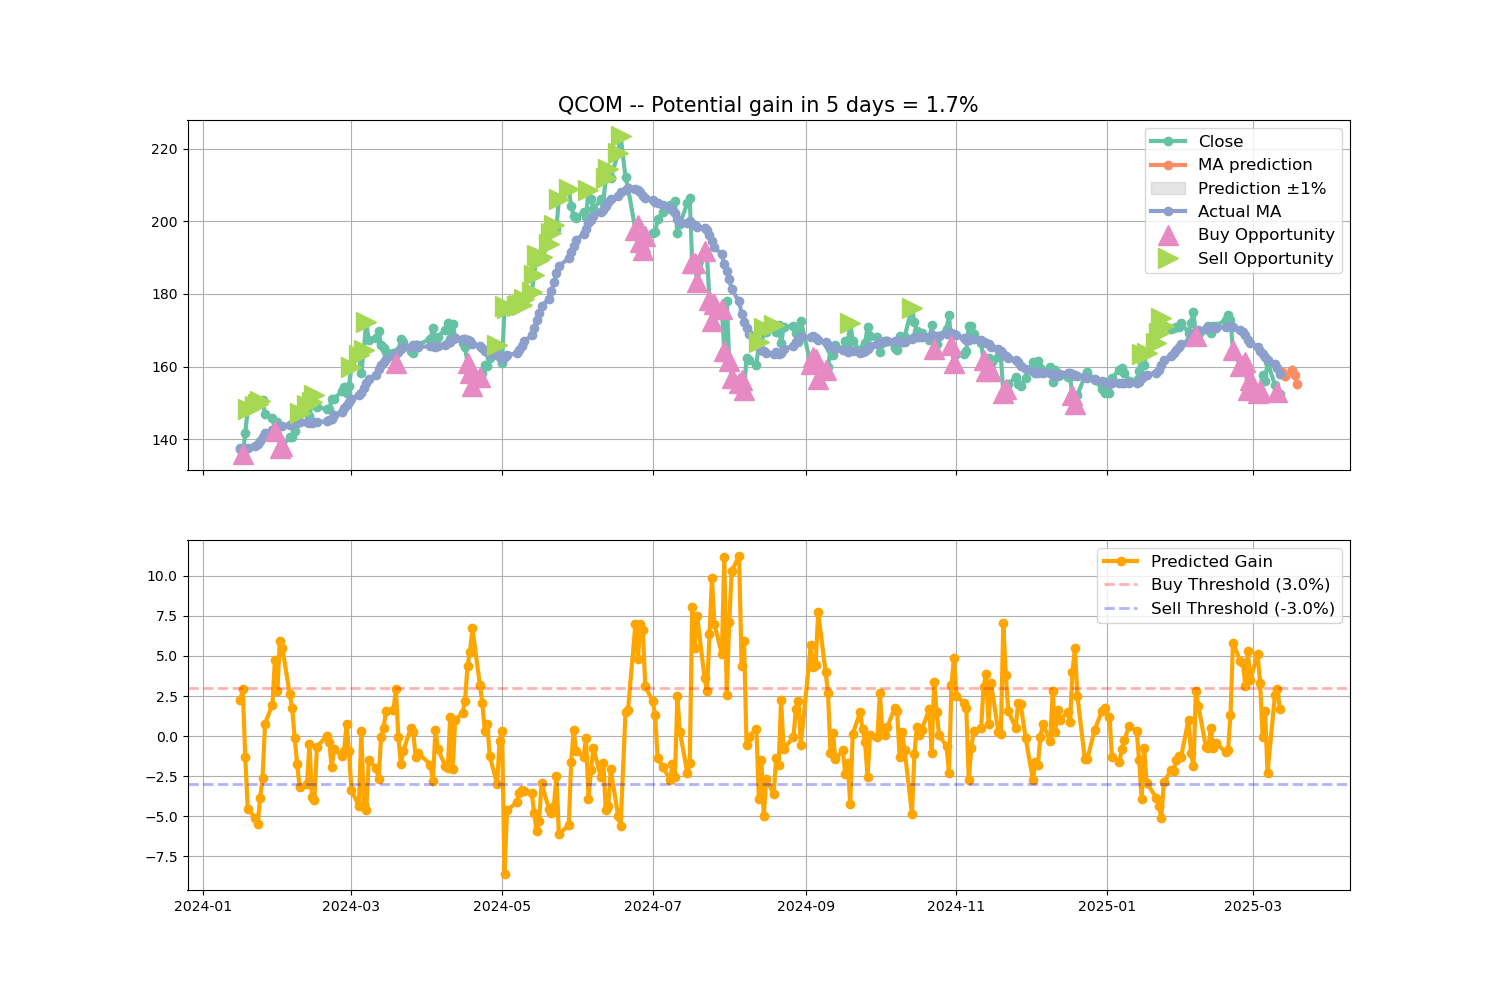 QCOM -- Potential gain in 5 days = 1.7%
220
200
180
160
140
Close
MA prediction
Prediction ±1%
Actual MA
Buy Opportunity
Sell Opportunity
10.0
7.5
5.0
2.5
0.0
−2.5
−5.0
−7.5
Predicted Gain
Buy Threshold (3.0%)
Sell Threshold (-3.0%)
2024-01 2024-03 2024-05 2024-07 2024-09 2024-11 2025-01 2025-03